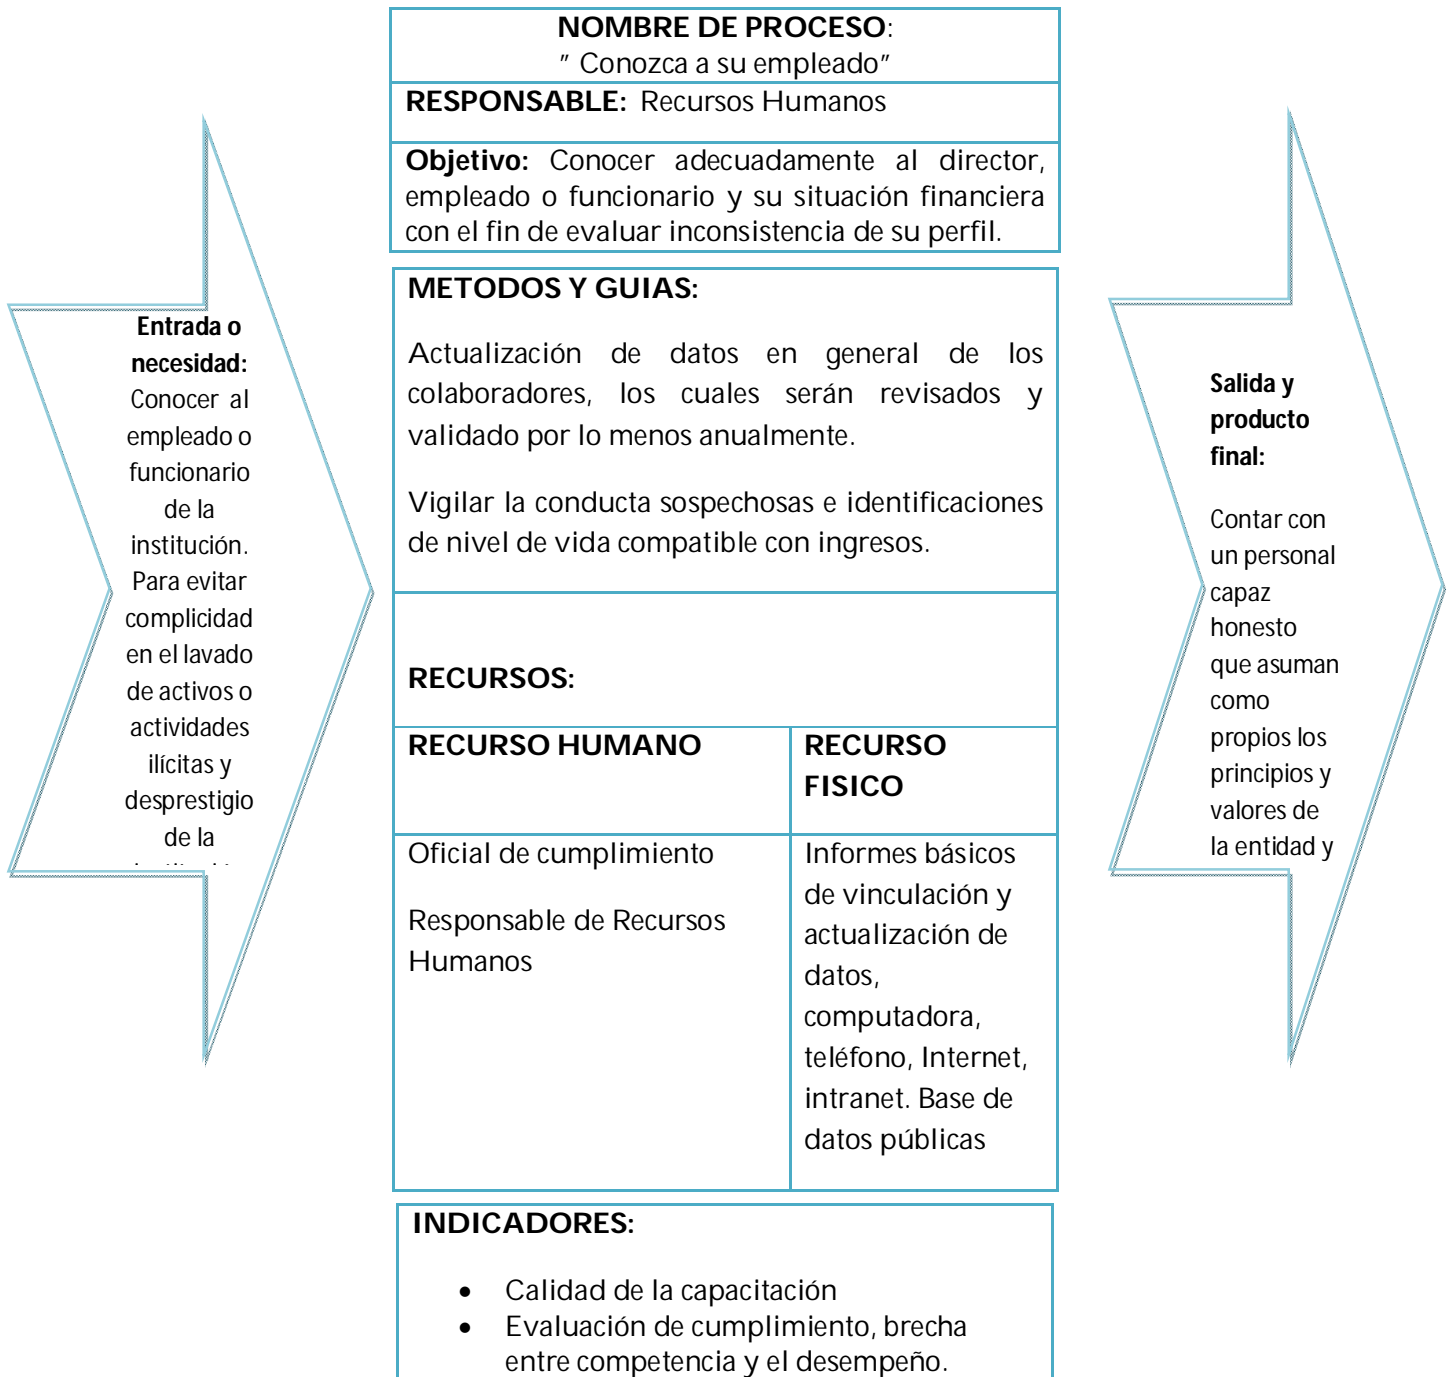 NOMBRE DE PROCESO:
" Conozca a su empleado"
RESPONSABLE: Recursos Humanos
Objetivo: Conocer adecuadamente al director,
empleado o funcionario y su situación financiera
con el fin de evaluar inconsistencia de su perfil.
Entrada o
necesidad:
Conocer al
empleado o
funcionario
de la
institución.
Para evitar
complicidad
en el lavado
de activos o
actividades
ilícitas y
desprestigio
de la
METODOS Y GUIAS:
Actualización de datos en general de los
colaboradores, los cuales serán revisados y
validado por lo menos anualmente.
Vigilar la conducta sospechosas e identificaciones
de nivel de vida compatible con ingresos.
RECURSOS:
RECURSO HUMANO
RECURSO
FISICO
Oficial de cumplimiento
Responsable de Recursos
Humanos
Informes básicos
de vinculación y
actualización de
datos,
computadora,
teléfono, Internet,
intranet. Base de
datos públicas
INDICADORES:
• Calidad de la capacitación
• Evaluación de cumplimiento, brecha
entre competencia y el desempeño.
Salida y
producto
final:
Contar con
un personal
capaz
honesto
que asuman
como
propios los
principios y
valores de
la entidad y